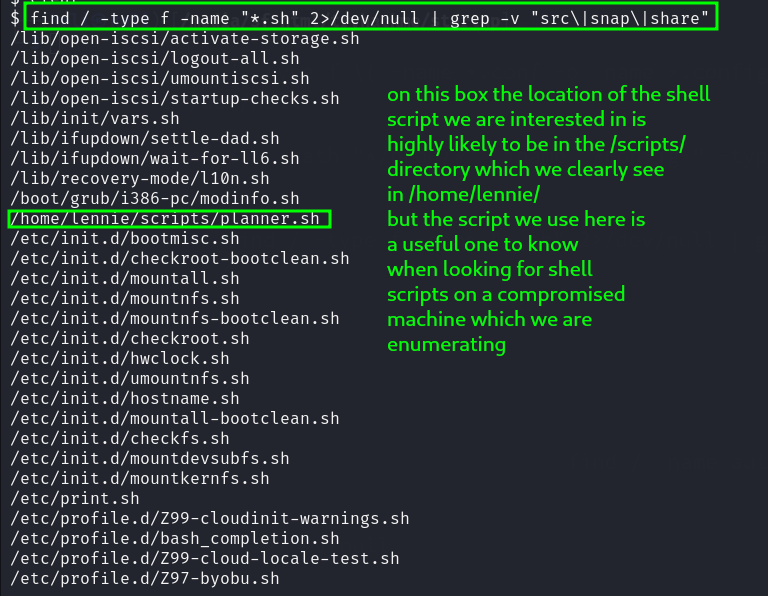 $ find / -type f -name "*.sh" 2>/dev/null | grep -v "src\|snap\|share"
/lib/open-iscsi/activate-storage.sh
/lib/open-iscsi/logout-all.sh
/lib/open-iscsi/umountiscsi.sh
/lib/open-iscsi/startup-checks.sh
/lib/init/vars.sh
/lib/ifupdown/settle-dad.sh
/lib/ifupdown/wait-for-ll6.sh
/lib/recovery-mode/l10n.sh
/boot/grub/i386-pc/modinfo.sh
/home/lennie/scripts/planner.sh
/etc/init.d/bootmisc.sh
/etc/init.d/checkroot-bootclean.sh
/etc/init.d/mountall.sh
/etc/init.d/mountnfs.sh
/etc/init.d/mountnfs-bootclean.sh
/etc/init.d/checkroot.sh
/etc/init.d/hwclock.sh
/etc/init.d/umountnfs.sh
/etc/init.d/hostname.sh
/etc/init.d/mountall-bootclean.sh
/etc/init.d/checkfs.sh
/etc/init.d/mountdevsubfs.sh
/etc/init.d/mountkernfs.sh
/etc/print.sh
/etc/profile.d/Z99-cloudinit-warnings.sh
/etc/profile.d/bash_completion.sh
/etc/profile.d/Z99-cloud-locale-test.sh
/etc/profile.d/Z97-byobu.sh
on this box the location of the shell
script we are interested in is
highly likely to be in the /scripts/
directory which we clearly see
in /home/lennie/
but the script we use here is
a useful one to know
when looking for shell
scripts on a compromised
machine which we are
enumerating